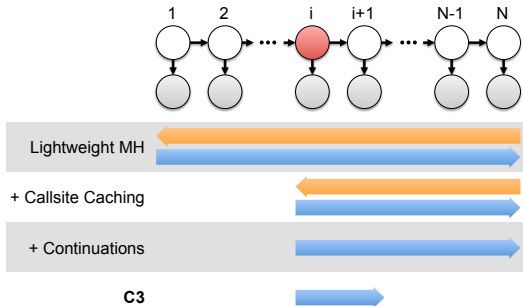 1 2 i i+1 N-1 N
Lightweight MH
+ Callsite Caching
+ Continuations
C3